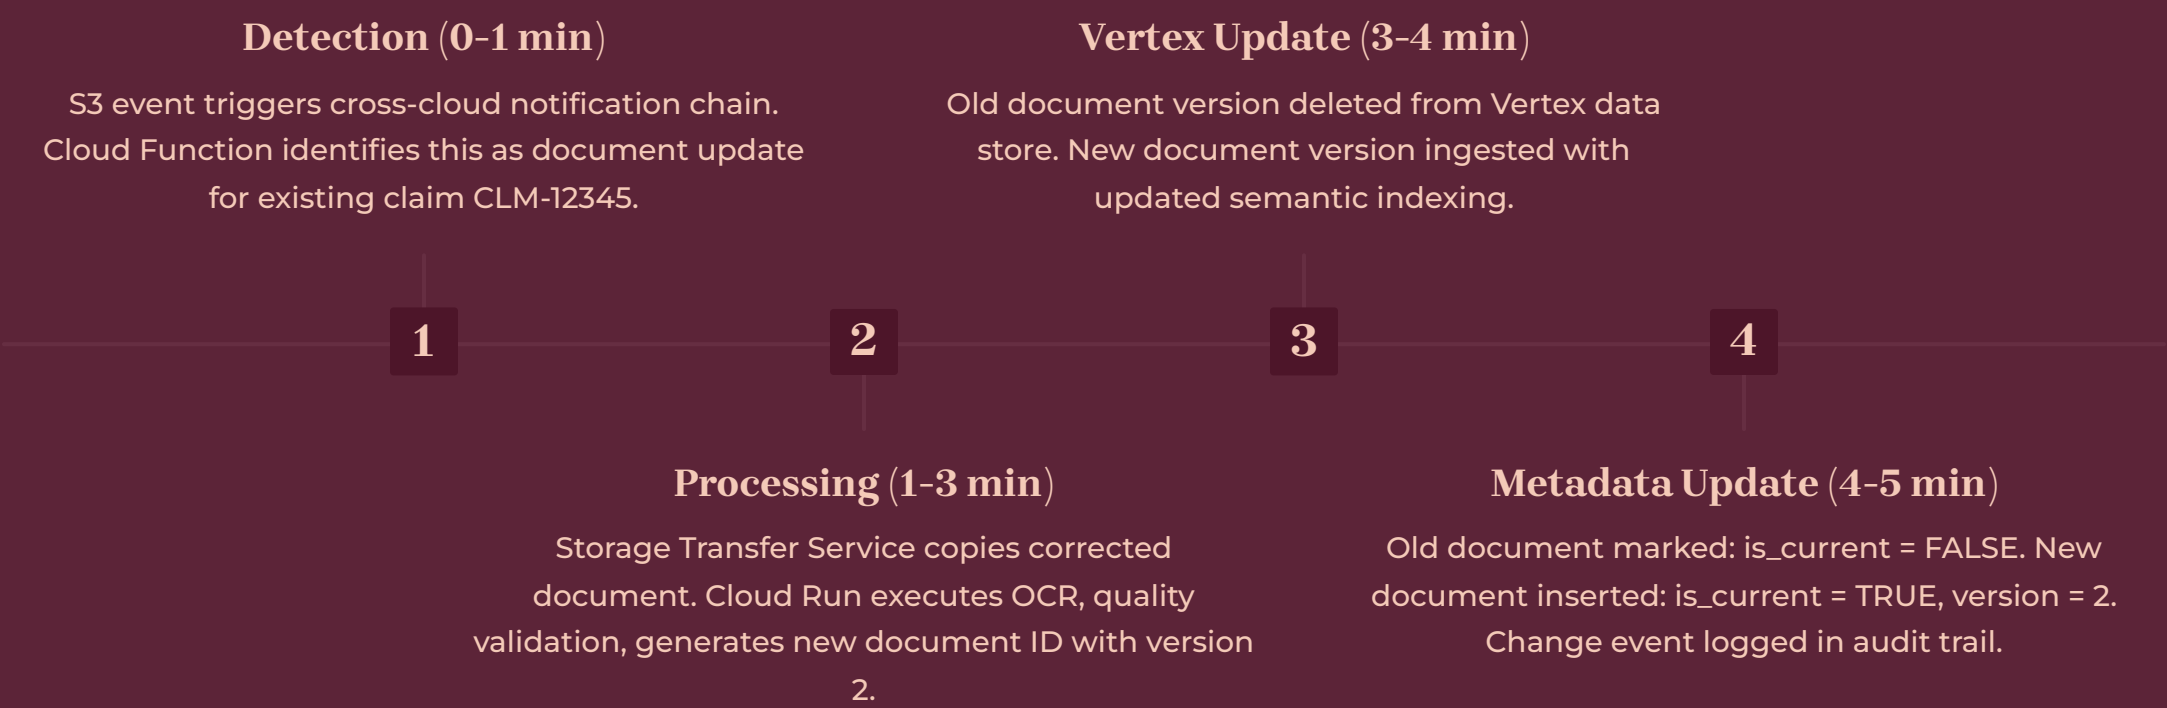 Detection (0-1 min)
S3 event triggers cross-cloud notification chain.
Cloud Function identifies this as document update
for existing claim CLM-12345.
1
2
Processing (1-3 min)
Storage Transfer Service copies corrected
document. Cloud Run executes OCR, quality
validation, generates new document ID with version
2.
Vertex Update (3-4 min)
Old document version deleted from Vertex data
store. New document version ingested with
updated semantic indexing.
3
4
Metadata Update (4-5 min)
Old document marked: is_current = FALSE. New
document inserted: is_current = TRUE, version = 2.
Change event logged in audit trail.